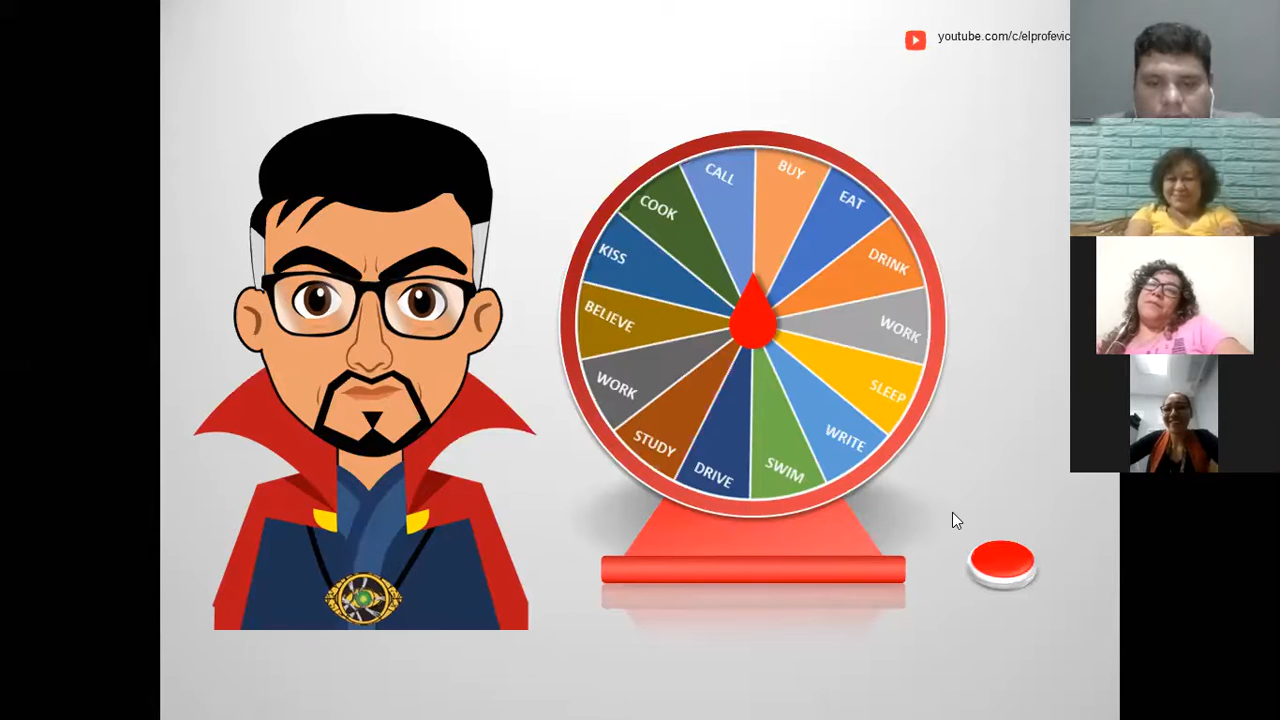 youtube.com/c/elprofevic
CALL
BUY
EAT
DRINK
WORK
SLEEP
WRITE
SWIM
DRIVE
STUDY
WORK
BELIEVE
KISS
COOK